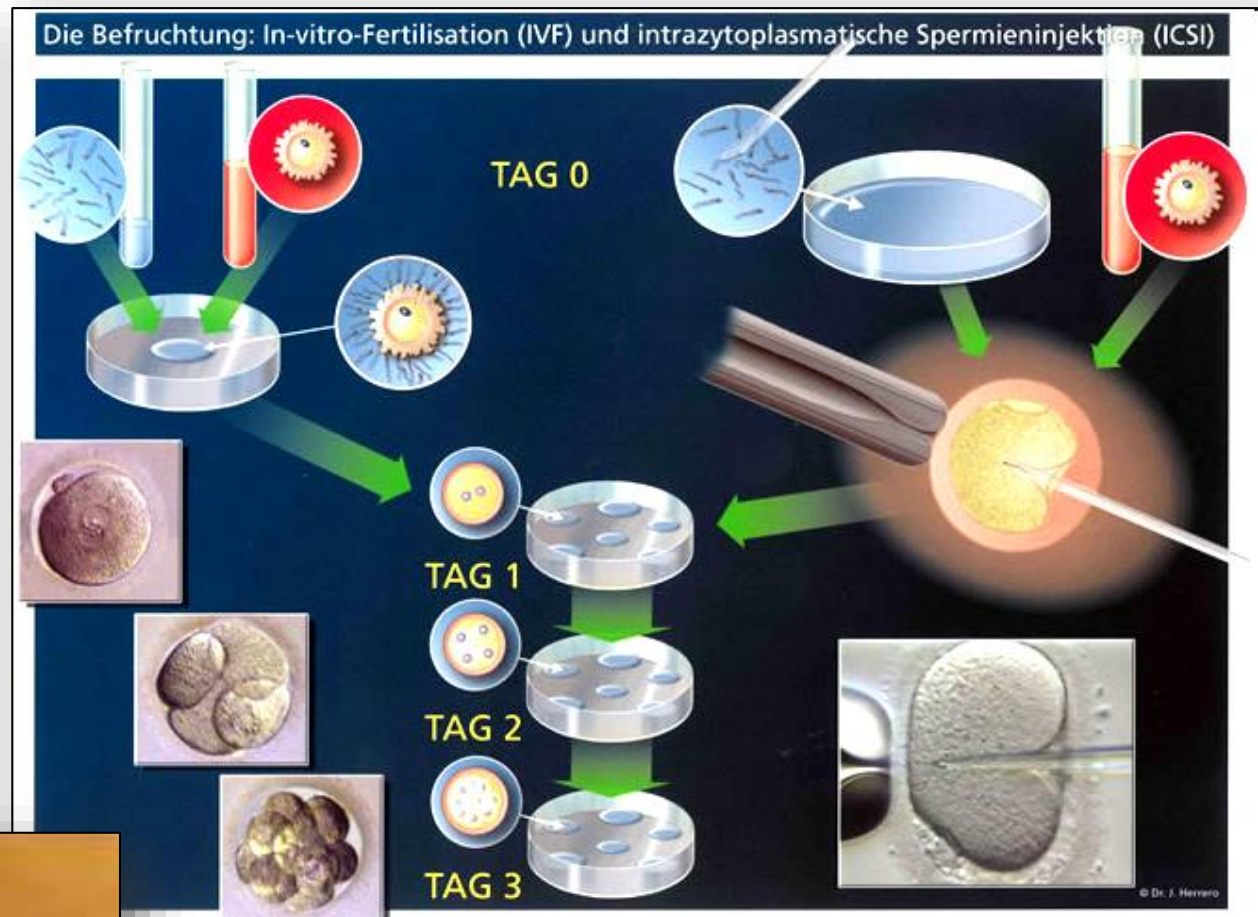 Die Befruchtung: In-vitro-Fertilisation (IVF) und intrazytoplasmatische Spermieninjektion (ICSI)
TAG 0
TAG 1
TAG 2
TAG 3
© Dr. J. Herrero